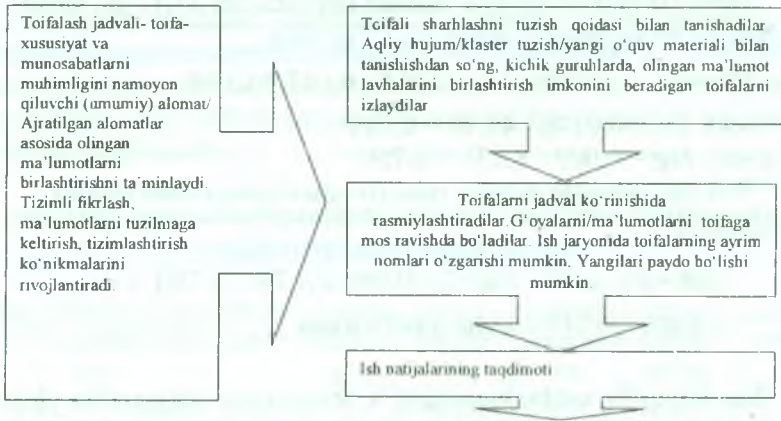 Toifalash jadvali- toifa-
xususiyat va
munosabatlarni
muhimligini namoyon
qiluvchi (umumiy) alomat/
Ajratilgan alomatlar
asosida olingan
ma'lumotlarni
birlashtirishni ta'minlaydi.
Tizimli fikrlash,
ma'lumotlarni tuzilmaga
keltirish, tizimlashtirish
ko'nikmalarini
rivojlantiradi.
Toifali sharhlashni tuzish qoidasi bilan tanishadilar.
Aqliy hujum/klaster tuzish/yangi o'quv materiali bilan
tanishishdan so'ng, kichik guruhlarda, olingan ma'lumot
lavhalarini birlashtirish imkonini beradigan toifalarni
izlaydilar
Toifalarni jadval ko'rinishida
rasmiylashtiradilar.G'oyalarni/ma'lumotlarni toifaga
mos ravishda bo'ladilar. Ish jaryonida toifalarning ayrim
nomlari o'zgarishi mumkin. Yangilari paydo bo'lishi
mumkin.
Ish natijalarining taqdimoti